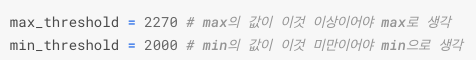 max_threshold = 2270 # max의 값이 이것 이상이어야 max로 생각
min_threshold = 2000 # min의 값이 이것 미만이어야 min으로 생각